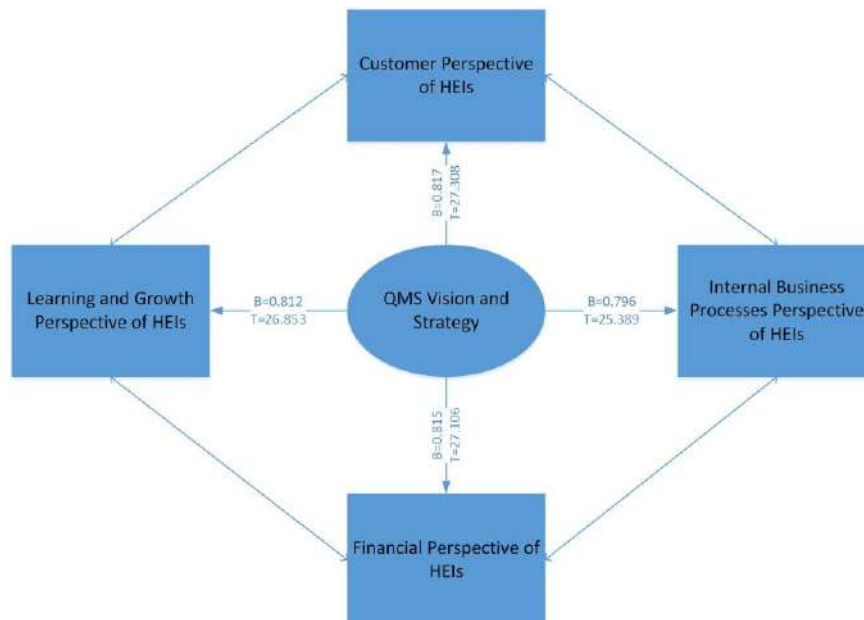 Customer Perspective
of HEIs
B=0.817
T=27.308
Learning and Growth
Perspective of HEIs
B=0.812
T=26.853
QMS Vision and
Strategy
B=0.796
T=25.389
Internal Business
Processes Perspective
of HEIs
B=0.815
T=27.106
Financial Perspective of
HEIs